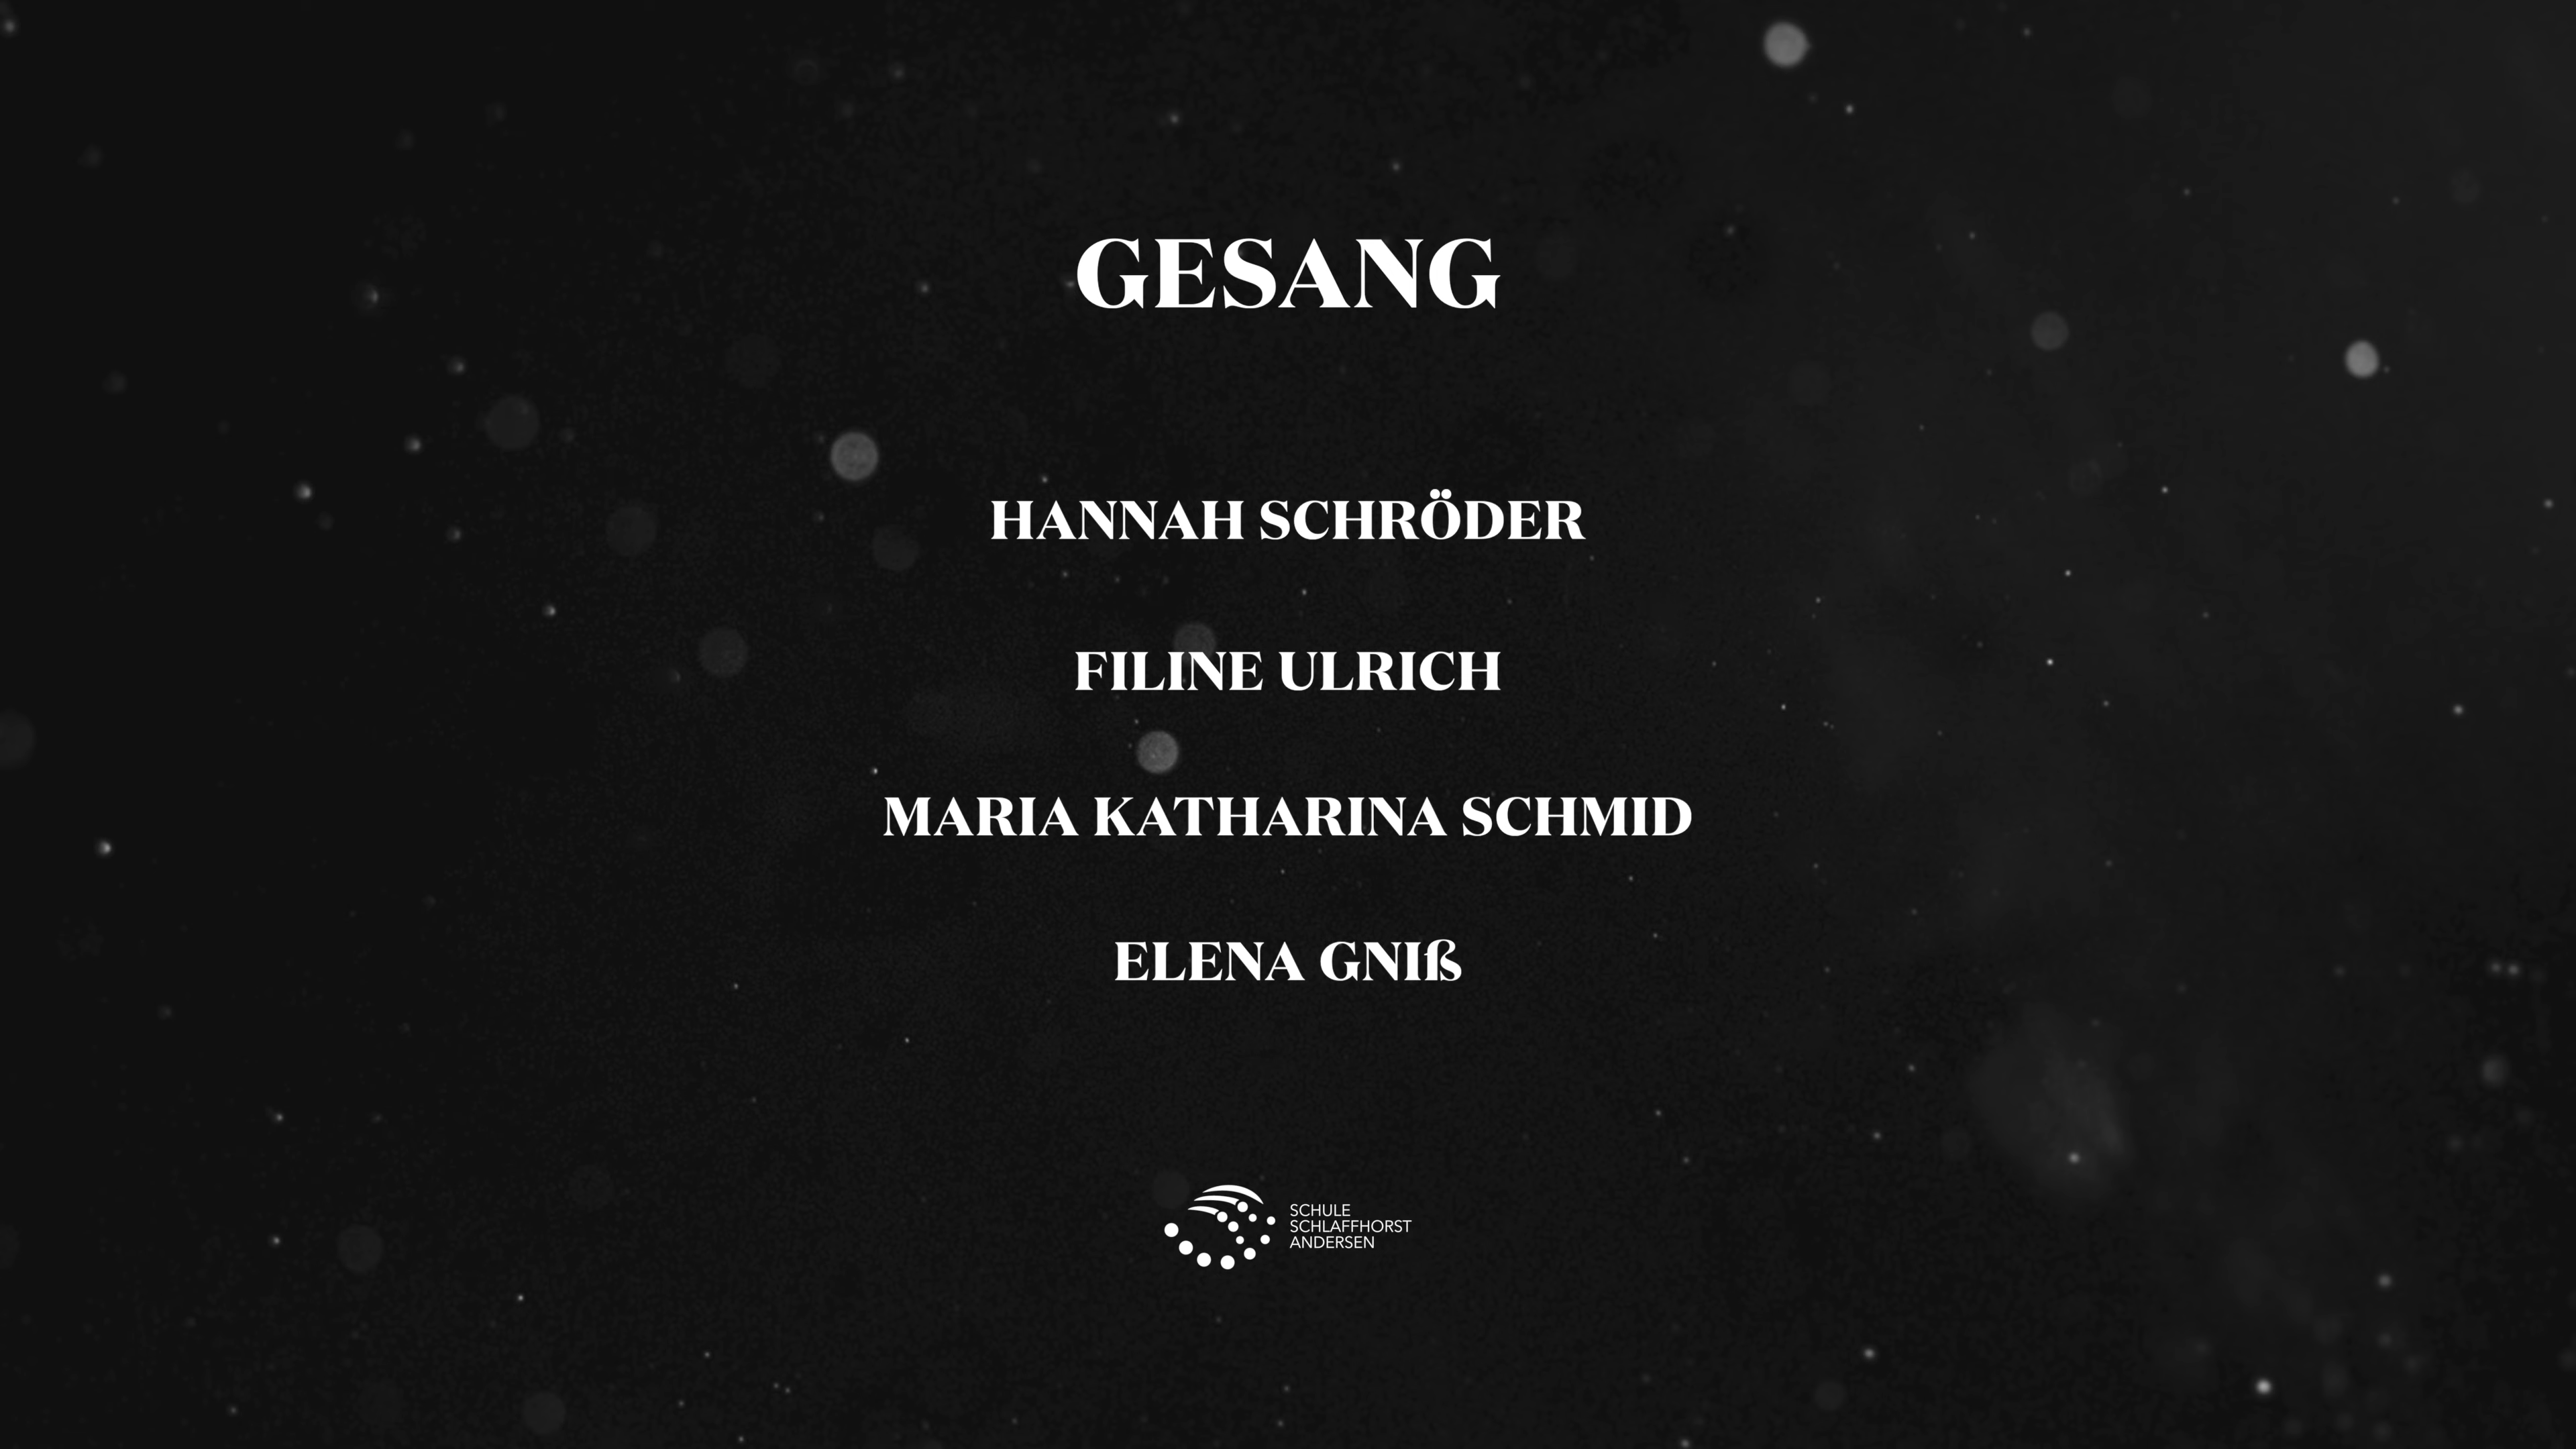 GESANG
HANNAH SCHRÖDER
FILINE ULRICH
MARIA KATHARINA SCHMID
ELENA GNIß
SCHULE
SCHLAFFHORST
ANDERSEN